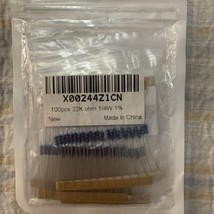 X00244Z1CN
100pcs 22K ohm 1/4W 1%
New
Made in China